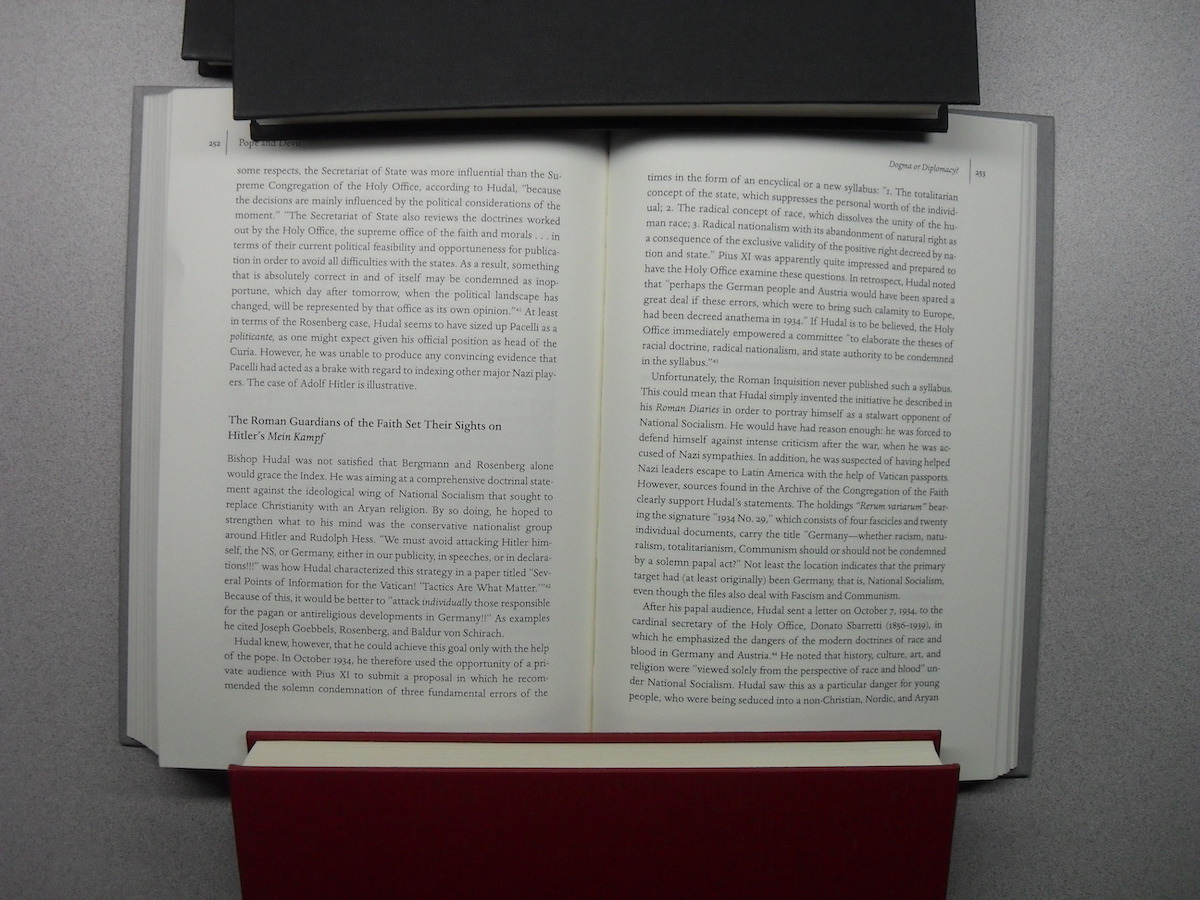 252 Pope and Devil
some respects, the Secretariat of State was more influential than the Su-
preme Congregation of the Holy Office, according to Hudal, "because
the decisions are mainly influenced by the political considerations of the
moment." "The Secretariat of State also reviews the doctrines worked
out by the Holy Office, the supreme office of the faith and morals . . . in
terms of their current political feasibility and opportuneness for publica-
tion in order to avoid all difficulties with the states. As a result, something
that is absolutely correct in and of itself may be condemned as inop-
portune, which day after tomorrow, when the political landscape has
changed, will be represented by that office as its own opinion."41 At least
in terms of the Rosenberg case, Hudal seems to have sized up Pacelli as a
politicante, as one might expect given his official position as head of the
Curia. However, he was unable to produce any convincing evidence that
Pacelli had acted as a brake with regard to indexing other major Nazi play-
ers. The case of Adolf Hitler is illustrative.
The Roman Guardians of the Faith Set Their Sights on
Hitler's Mein Kampf
Bishop Hudal was not satisfied that Bergmann and Rosenberg alone
would grace the Index. He was aiming at a comprehensive doctrinal state-
ment against the ideological wing of National Socialism that sought to
replace Christianity with an Aryan religion. By so doing, he hoped to
strengthen what to his mind was the conservative nationalist group
around Hitler and Rudolph Hess. "We must avoid attacking Hitler him-
self, the NS, or Germany, either in our publicity, in speeches, or in declara-
tions!!!" was how Hudal characterized this strategy in a paper titled "Sev-
eral Points of Information for the Vatican! 'Tactics Are What Matter.'"42
Because of this, it would be better to "attack individually those responsible
for the pagan or antireligious developments in Germany!!" As examples
he cited Joseph Goebbels, Rosenberg, and Baldur von Schirach.
Hudal knew, however, that he could achieve this goal only with the help
of the pope. In October 1934, he therefore used the opportunity of a pri-
vate audience with Pius XI to submit a proposal in which he recom-
mended the solemn condemnation of three fundamental errors of the
Dogma or Diplomacy? 253
times in the form of an encyclical or a new syllabus: "1. The totalitarian
concept of the state, which suppresses the personal worth of the individ-
ual; 2. The radical concept of race, which dissolves the unity of the hu-
man race; 3. Radical nationalism with its abandonment of natural right as
a consequence of the exclusive validity of the positive right decreed by na-
tion and state." Pius XI was apparently quite impressed and prepared to
have the Holy Office examine these questions. In retrospect, Hudal noted
that "perhaps the German people and Austria would have been spared a
great deal if these errors, which were to bring such calamity to Europe,
had been decreed anathema in 1934." If Hudal is to be believed, the Holy
Office immediately empowered a committee "to elaborate the theses of
racial doctrine, radical nationalism, and state authority to be condemned
in the syllabus."43
Unfortunately, the Roman Inquisition never published such a syllabus.
This could mean that Hudal simply invented the initiative he described in
his Roman Diaries in order to portray himself as a stalwart opponent of
National Socialism. He would have had reason enough: he was forced to
defend himself against intense criticism after the war, when he was ac-
cused of Nazi sympathies. In addition, he was suspected of having helped
Nazi leaders escape to Latin America with the help of Vatican passports.
However, sources found in the Archive of the Congregation of the Faith
clearly support Hudal's statements. The holdings "Rerum variarum" bear-
ing the signature "1934 No. 29," which consists of four fascicles and twenty
individual documents, carry the title "Germany—whether racism, natu-
ralism, totalitarianism, Communism should or should not be condemned
by a solemn papal act?" Not least the location indicates that the primary
target had (at least originally) been Germany, that is, National Socialism,
even though the files also deal with Fascism and Communism.
After his papal audience, Hudal sent a letter on October 7, 1934, to the
cardinal secretary of the Holy Office, Donato Sbarretti (1856–1939), in
which he emphasized the dangers of the modern doctrines of race and
blood in Germany and Austria.44 He noted that history, culture, art, and
religion were "viewed solely from the perspective of race and blood" un-
der National Socialism. Hudal saw this as a particular danger for young
people, who were being seduced into a non-Christian, Nordic, and Aryan